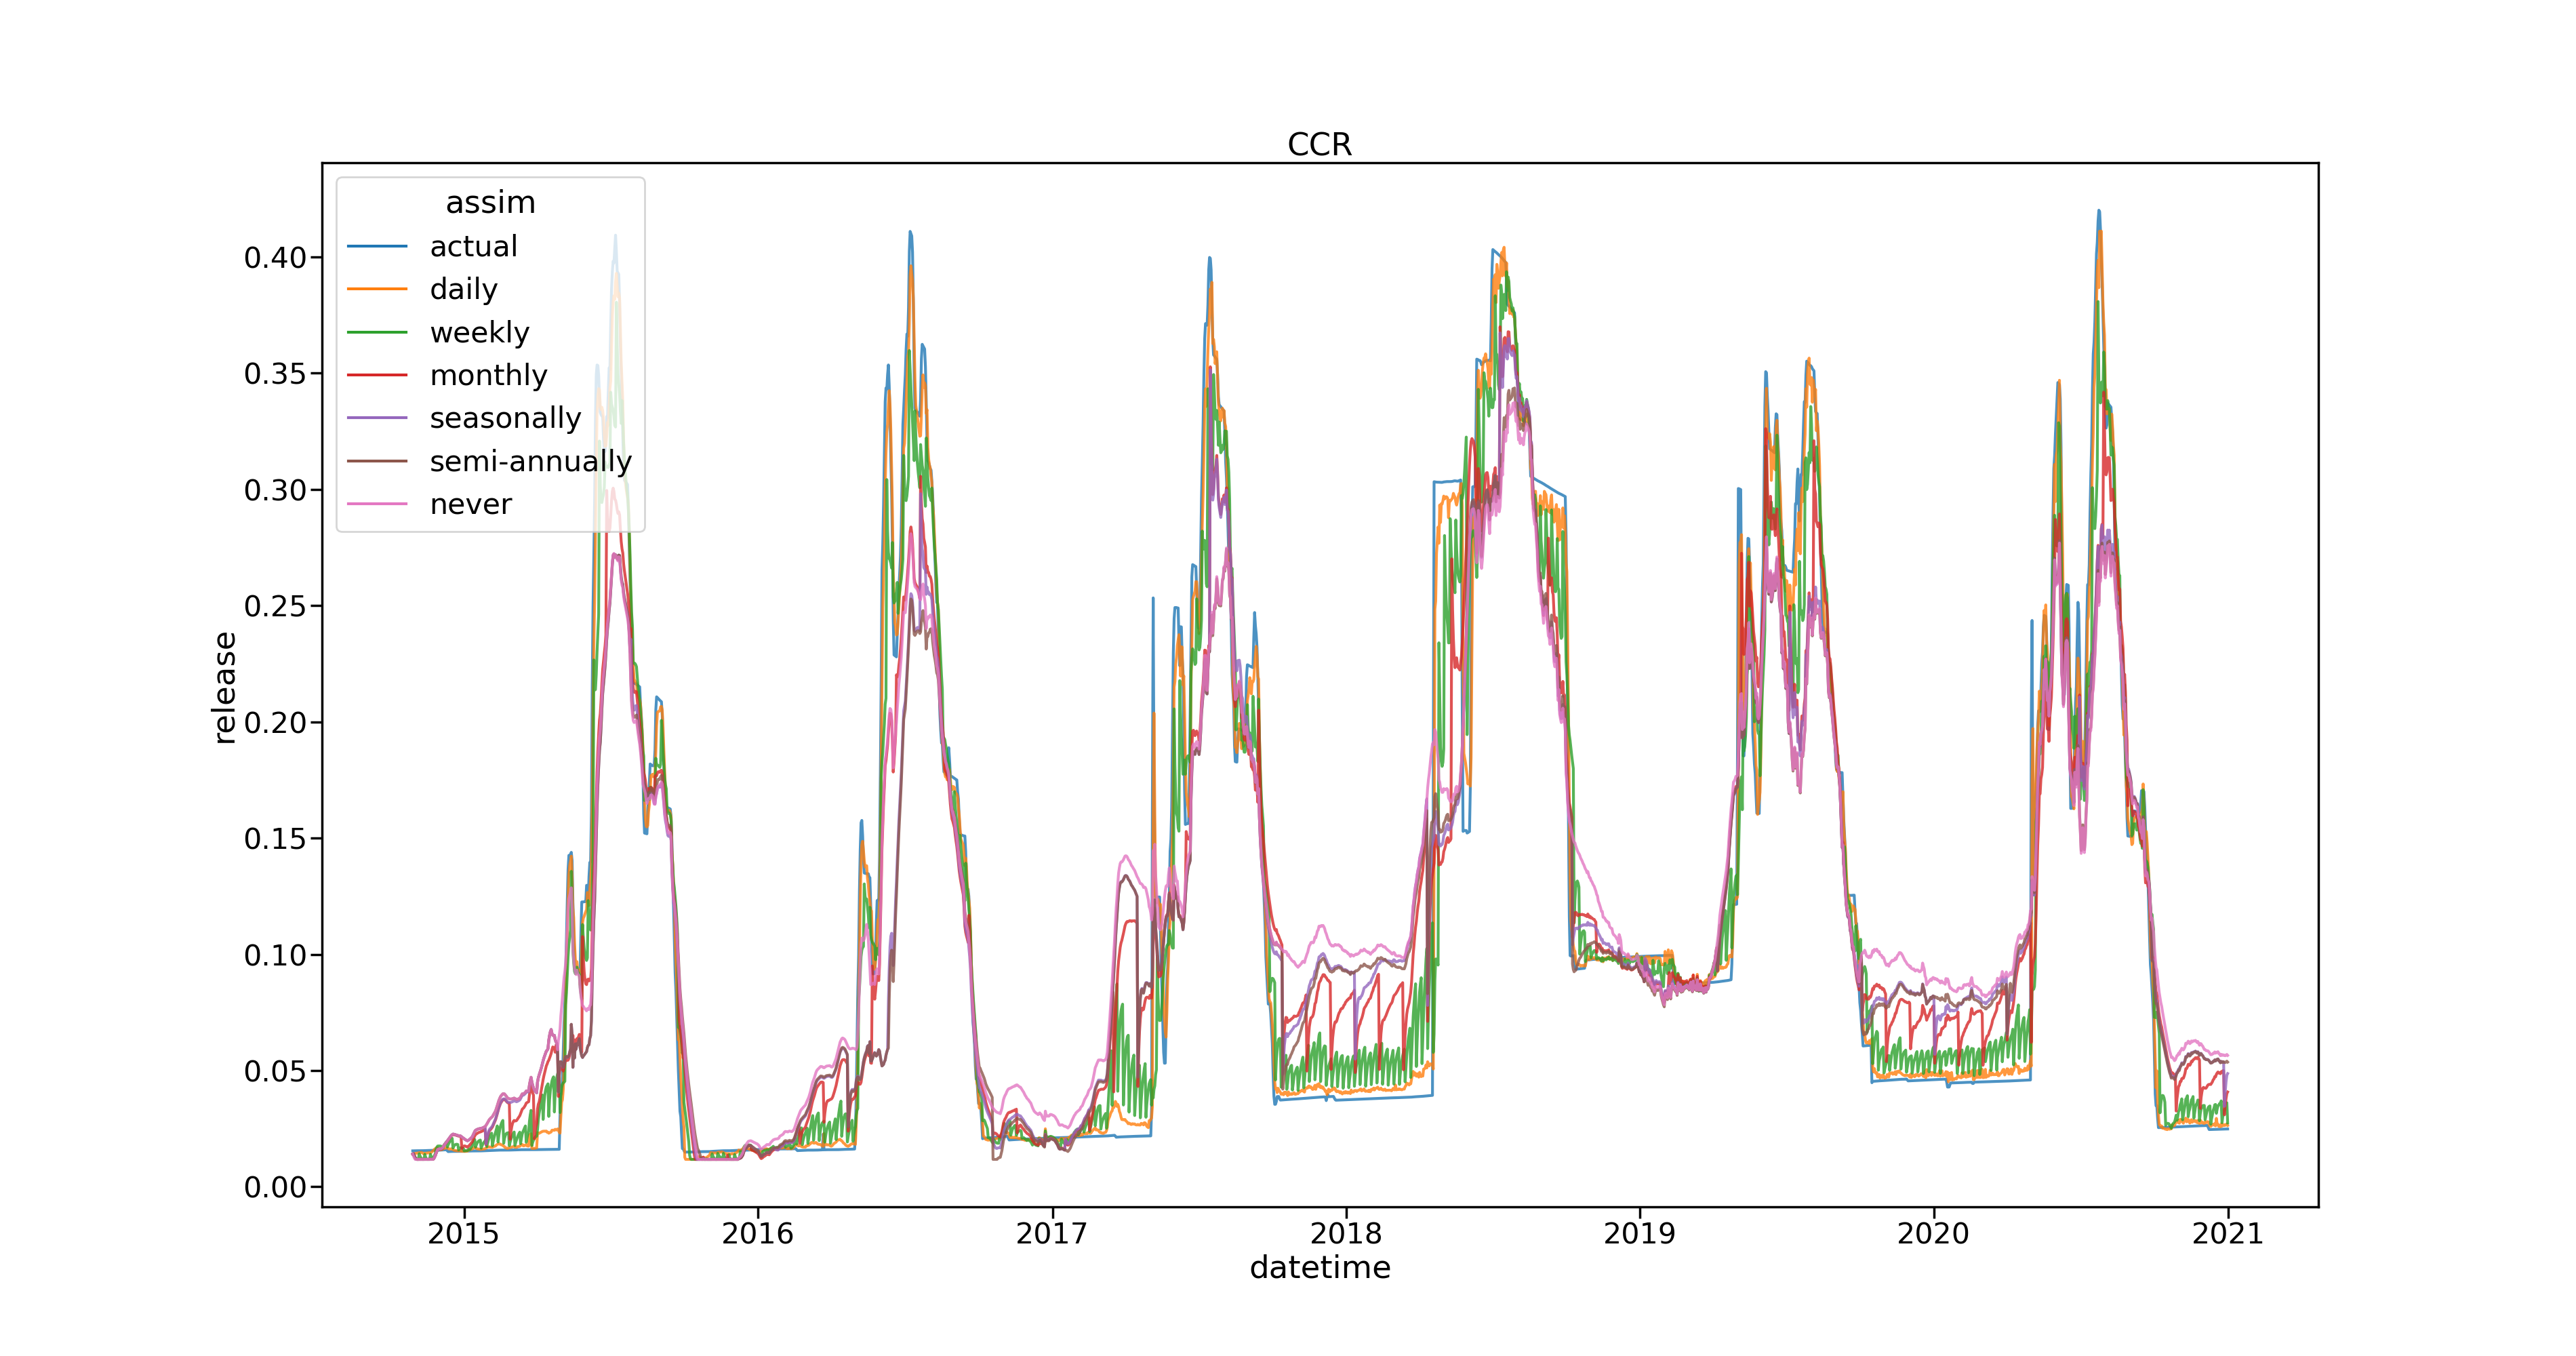 CCR
assim
actual
daily
weekly
monthly
seasonally
semi-annually
never
release
0.40
0.35
0.30
0.25
0.20
0.15
0.10
0.05
0.00
2015 2016 2017 2018 2019 2020 2021
datetime